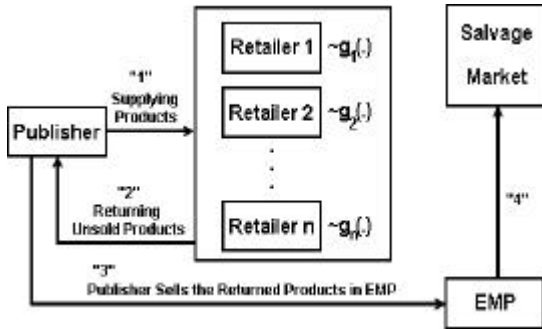 Retailer 1 ~g1(.)
Retailer 2 ~g2(.)
.
.
.
Retailer n ~gn(.)
Salvage
Market
"1"
Supplying
Products
Publisher
"2"
Returning
Unsold Products
"3"
Publisher Sells the Returned Products in EMP
"4"
EMP